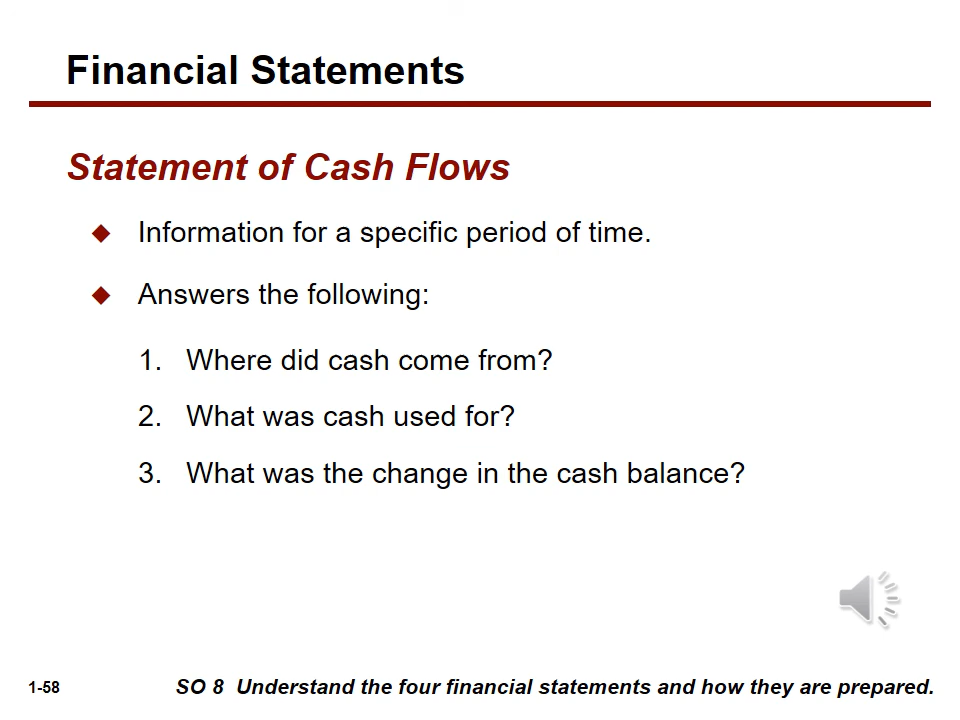 Financial Statements
Statement of Cash Flows
Information for a specific period of time.
Answers the following:
1. Where did cash come from?
2. What was cash used for?
3. What was the change in the cash balance?
1-58
SO 8 Understand the four financial statements and how they are prepared.